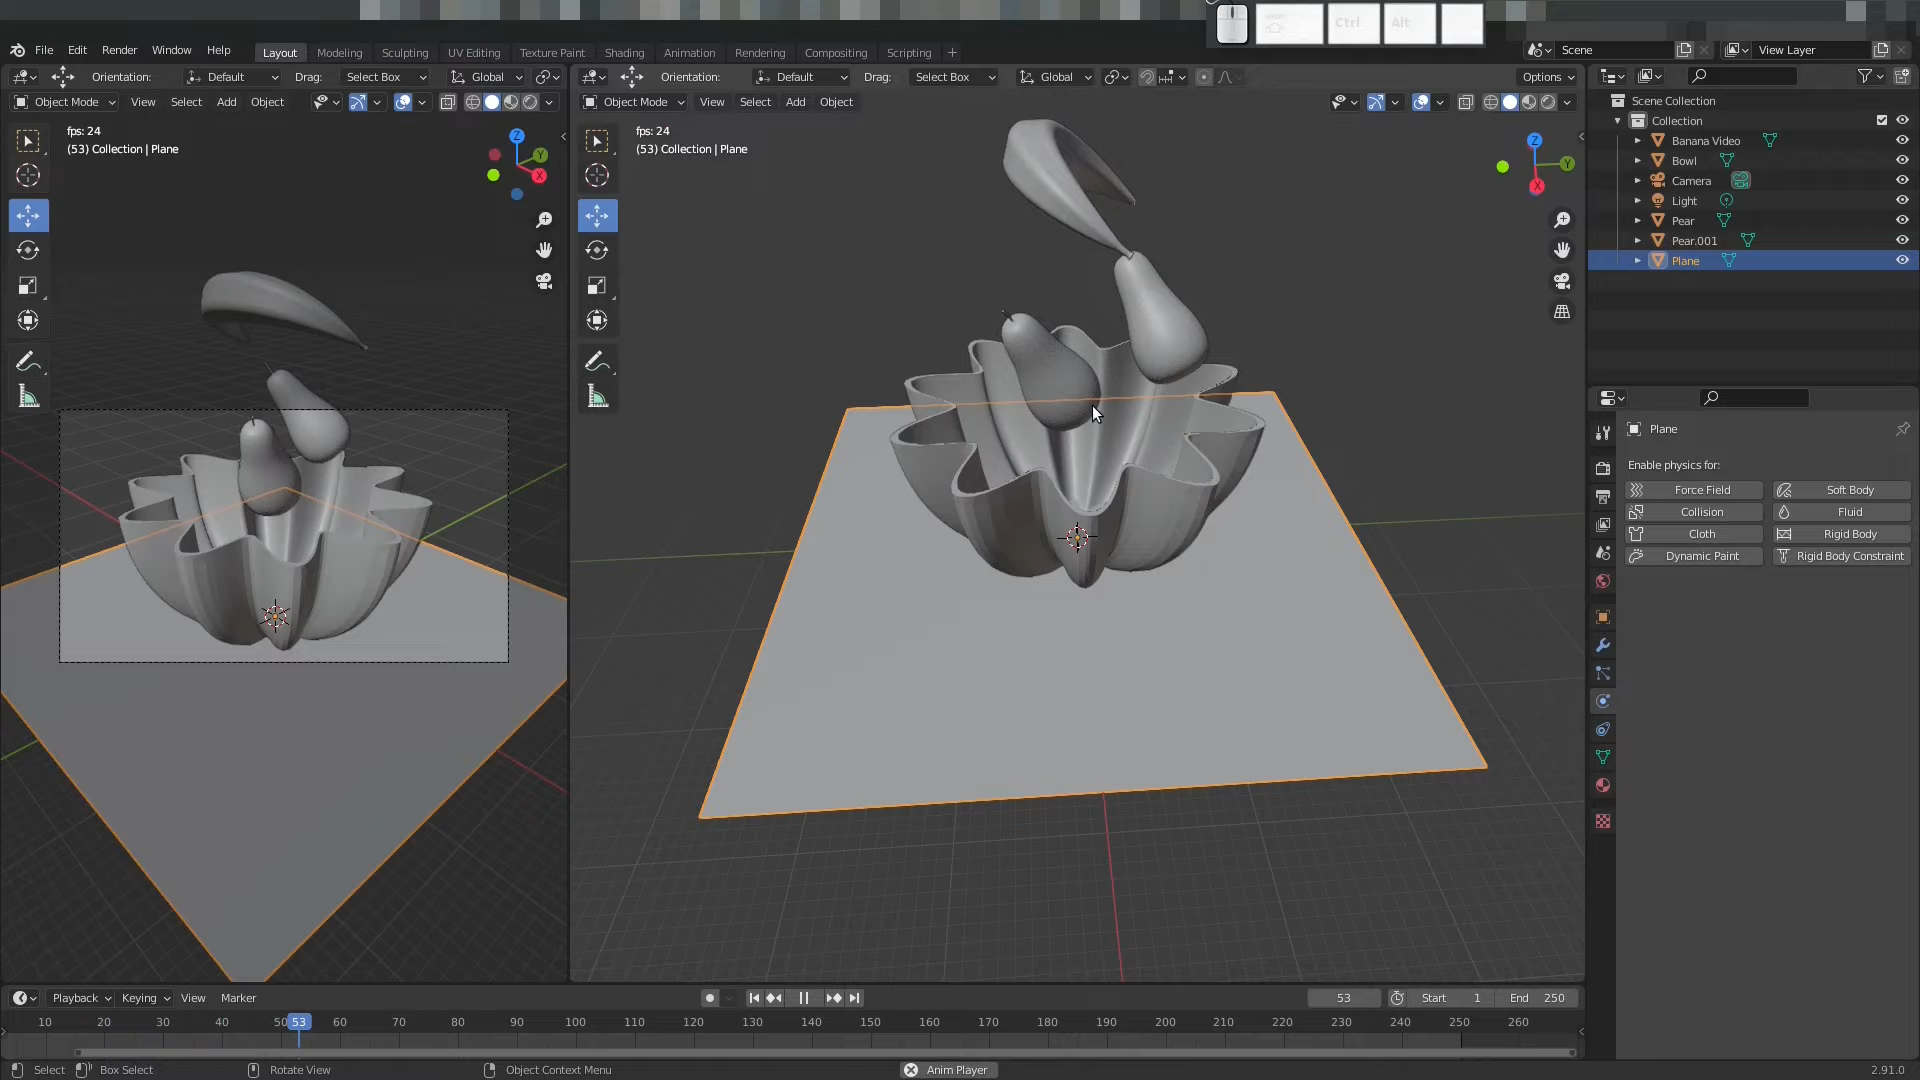 Ctrl Alt
File Edit Render Window Help Layout Modeling Sculpting UV Editing Texture Paint Shading Animation Rendering Compositing Scripting + Scene View Layer
Orientation: Default Drag: Select Box Global
Orientation: Default Drag: Select Box Global Options
Object Mode View Select Add Object
Object Mode View Select Add Object
fps: 24
(53) Collection | Plane
Z
Y
X
fps: 24
(53) Collection | Plane
Z
Y
X
Scene Collection
Collection
Banana Video
Bowl
Camera
Light
Pear
Pear.001
Plane
Plane
Enable physics for:
Force Field Soft Body
Collision Fluid
Cloth Rigid Body
Dynamic Paint Rigid Body Constraint
Playback Keying View Marker 53 Start 1 End 250
10 20 30 40 50 53 60 70 80 90 100 110 120 130 140 150 160 170 180 190 200 210 220 230 240 250 260
Select Box Select Rotate View Object Context Menu Anim Player 2.91.0